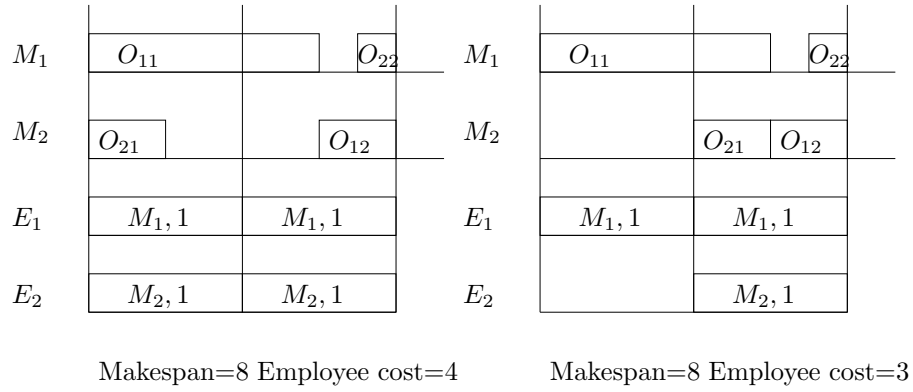 M₁ O₁₁ O₂₂ M₁ O₁₁ O₂₂
M₂ O₂₁ O₁₂ M₂ O₂₁ O₁₂
E₁ M₁, 1 M₁, 1 E₁ M₁, 1 M₁, 1
E₂ M₂, 1 M₂, 1 E₂ M₂, 1
Makespan=8 Employee cost=4 Makespan=8 Employee cost=3